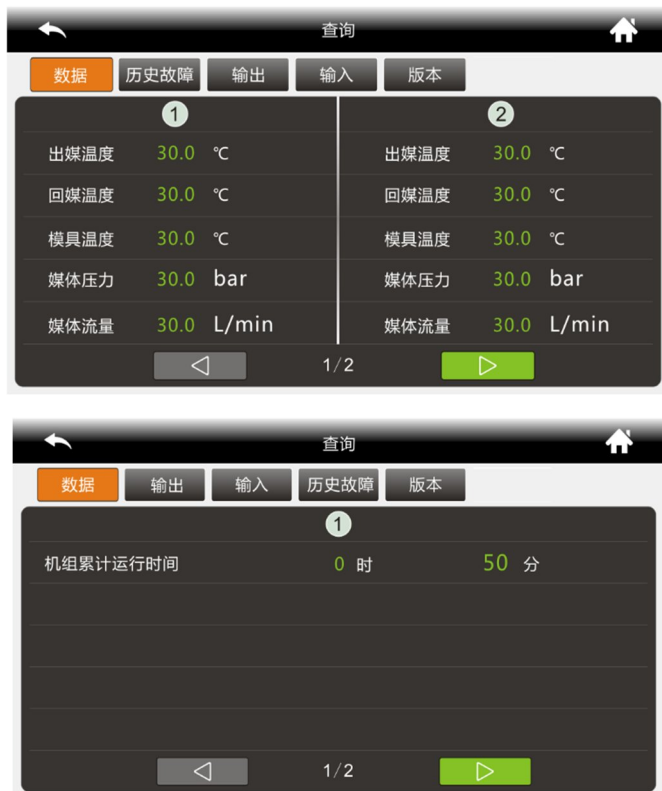 查询
数据 历史故障 输出 输入 版本
1 2
出媒温度 30.0 ℃ 出媒温度 30.0 ℃
回媒温度 30.0 ℃ 回媒温度 30.0 ℃
模具温度 30.0 ℃ 模具温度 30.0 ℃
媒体压力 30.0 bar 媒体压力 30.0 bar
媒体流量 30.0 L/min 媒体流量 30.0 L/min
1/2
查询
数据 输出 输入 历史故障 版本
1
机组累计运行时间 0 时 50 分
1/2